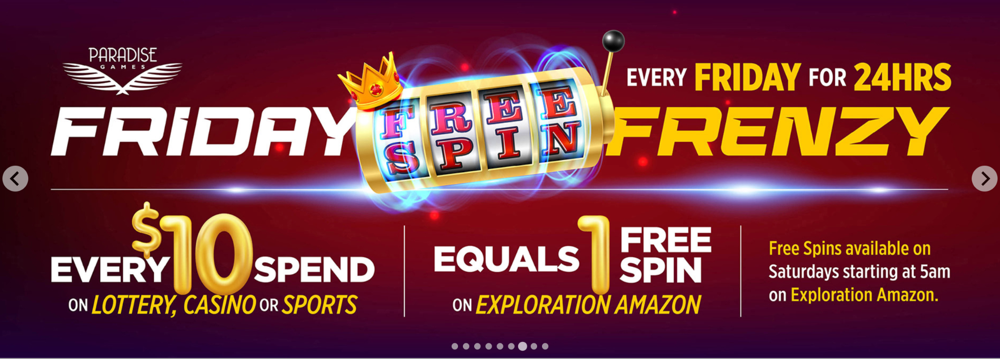 PARADISE
GAMES
EVERY FRIDAY FOR 24HRS
FRIDAY
FREE
SPIN
FRENZY
EVERY $10 SPEND
ON LOTTERY, CASINO OR SPORTS
EQUALS 1 FREE
SPIN
ON EXPLORATION AMAZON
Free Spins available on
Saturdays starting at 5am
on Exploration Amazon.